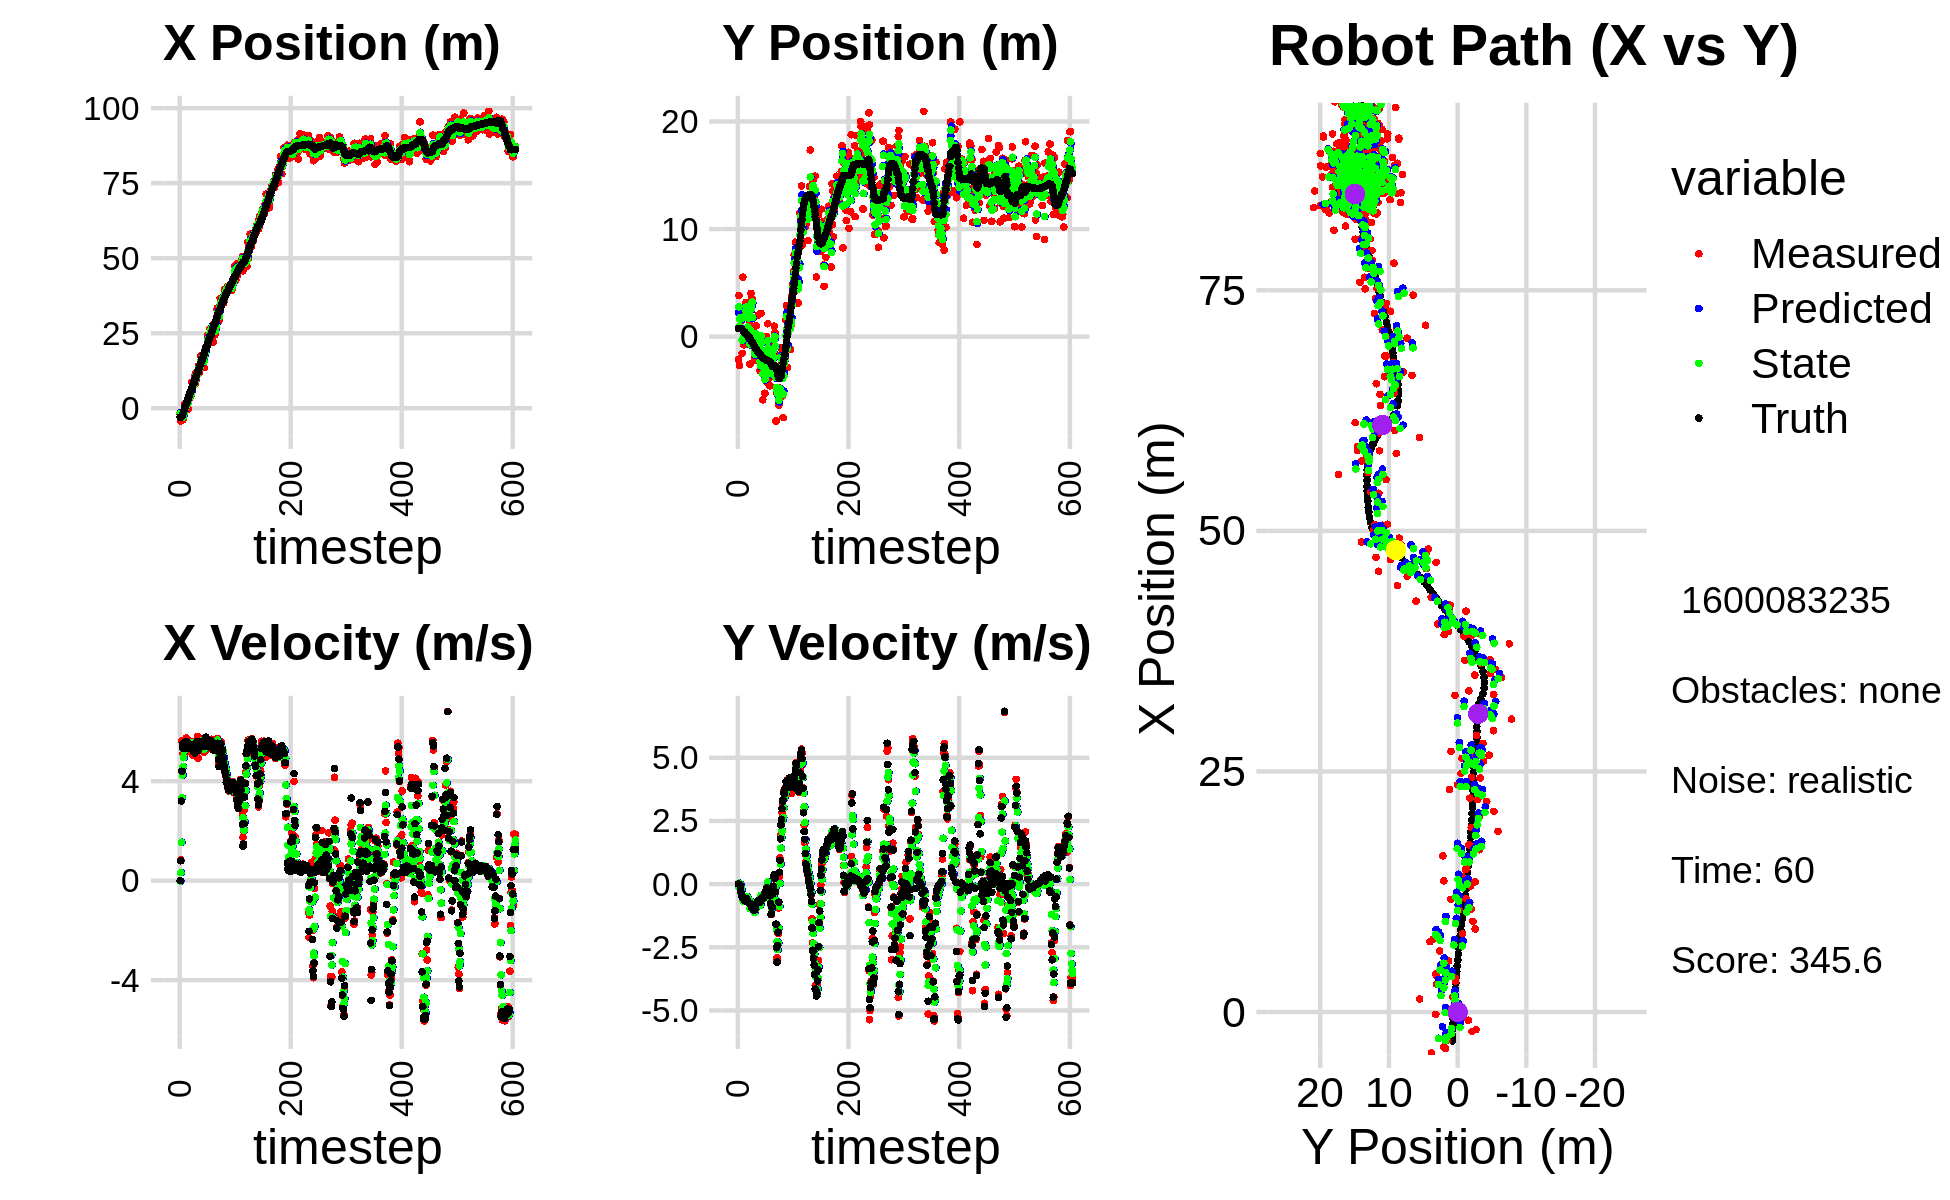 X Position (m)
100
75
50
25
0
0
200
400
600
timestep
Y Position (m)
20
10
0
0
200
400
600
timestep
X Velocity (m/s)
4
0
-4
0
200
400
600
timestep
Y Velocity (m/s)
5.0
2.5
0.0
-2.5
-5.0
0
200
400
600
timestep
Robot Path (X vs Y)
X Position (m)
75
50
25
0
20 10 0 -10 -20
Y Position (m)
variable
Measured
Predicted
State
Truth
1600083235
Obstacles: none
Noise: realistic
Time: 60
Score: 345.6